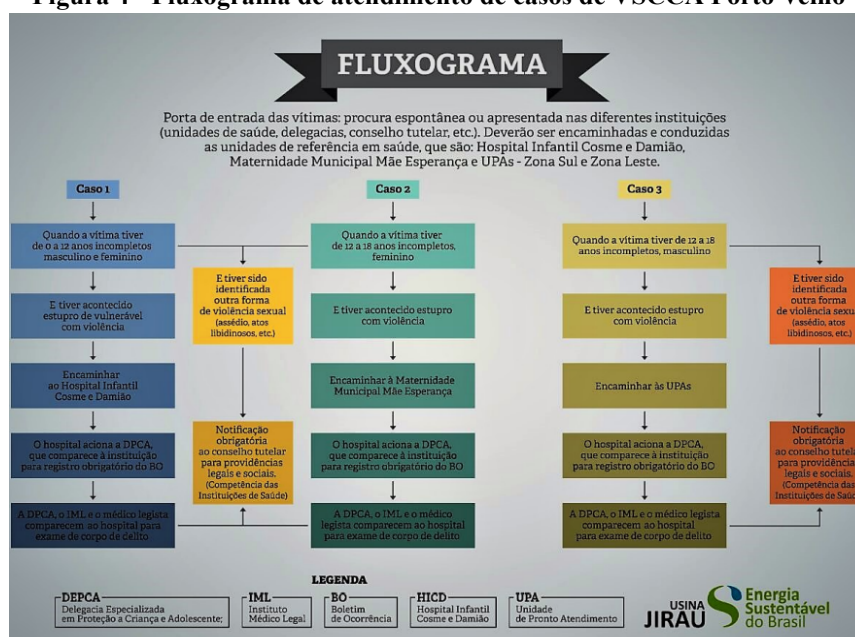 Figura 4 - Fluxograma de atendimento de casos de VSCCA Porto Velho
FLUXOGRAMA
Porta de entrada das vítimas: procura espontânea ou apresentada nas diferentes instituições
(unidades de saúde, delegacias, conselho tutelar, etc.). Deverão ser encaminhadas e conduzidas
as unidades de referência em saúde, que são: Hospital Infantil Cosme e Damião,
Maternidade Municipal Mãe Esperança e UPAs - Zona Sul e Zona Leste.
Caso 1
Quando a vítima tiver
de 0 a 12 anos incompletos
masculino e feminino
E tiver acontecido
estupro de vulnerável
com violência
Encaminhar
ao Hospital Infantil
Cosme e Damião
O hospital aciona a DPCA,
que comparece à instituição
para registro obrigatório do BO
A DPCA, o IML e o médico legista
comparecem ao hospital para
exame de corpo de delito
E tiver sido
identificada
outra forma
de violência sexual
(assédio, atos
libidinosos, etc.)
Notificação
obrigatória
ao conselho tutelar
para providências
legais e sociais.
(Competência das
Instituições de Saúde)
Caso 2
Quando a vítima tiver
de 12 a 18 anos incompletos,
feminino
E tiver acontecido estupro
com violência
Encaminhar à Maternidade
Municipal Mãe Esperança
O hospital aciona a DPCA,
que comparece à instituição
para registro obrigatório do BO
A DPCA, o IML e o médico
legista comparecem ao hospital
para exame de corpo de delito
Caso 3
Quando a vítima tiver de 12 a 18
anos incompletos, masculino
E tiver acontecido estupro
com violência
Encaminhar às UPAs
O hospital aciona a DPCA,
que comparece à instituição
para registro obrigatório do BO
A DPCA, o IML e o médico legista
comparecem ao hospital
para exame de corpo de delito
E tiver sido
identificada
outra forma
de violência sexua
(assédio, atos
libidinosos, etc.)
Notificação
obrigatória
ao conselho tutelar
para providências
legais e sociais.
(Competência das
Instituições de Saúd
LEGENDA
DEPCA
Delegacia Especializada
em Proteção a Criança e Adolescente;
IML
Instituto
Médico Legal
BO
Boletim
de Ocorrência
HICD
Hospital Infantil
Cosme e Damião
UPA
Unidade
de Pronto Atendimento
USINA
JIRAU
Energia
Sustentável
do Brasil